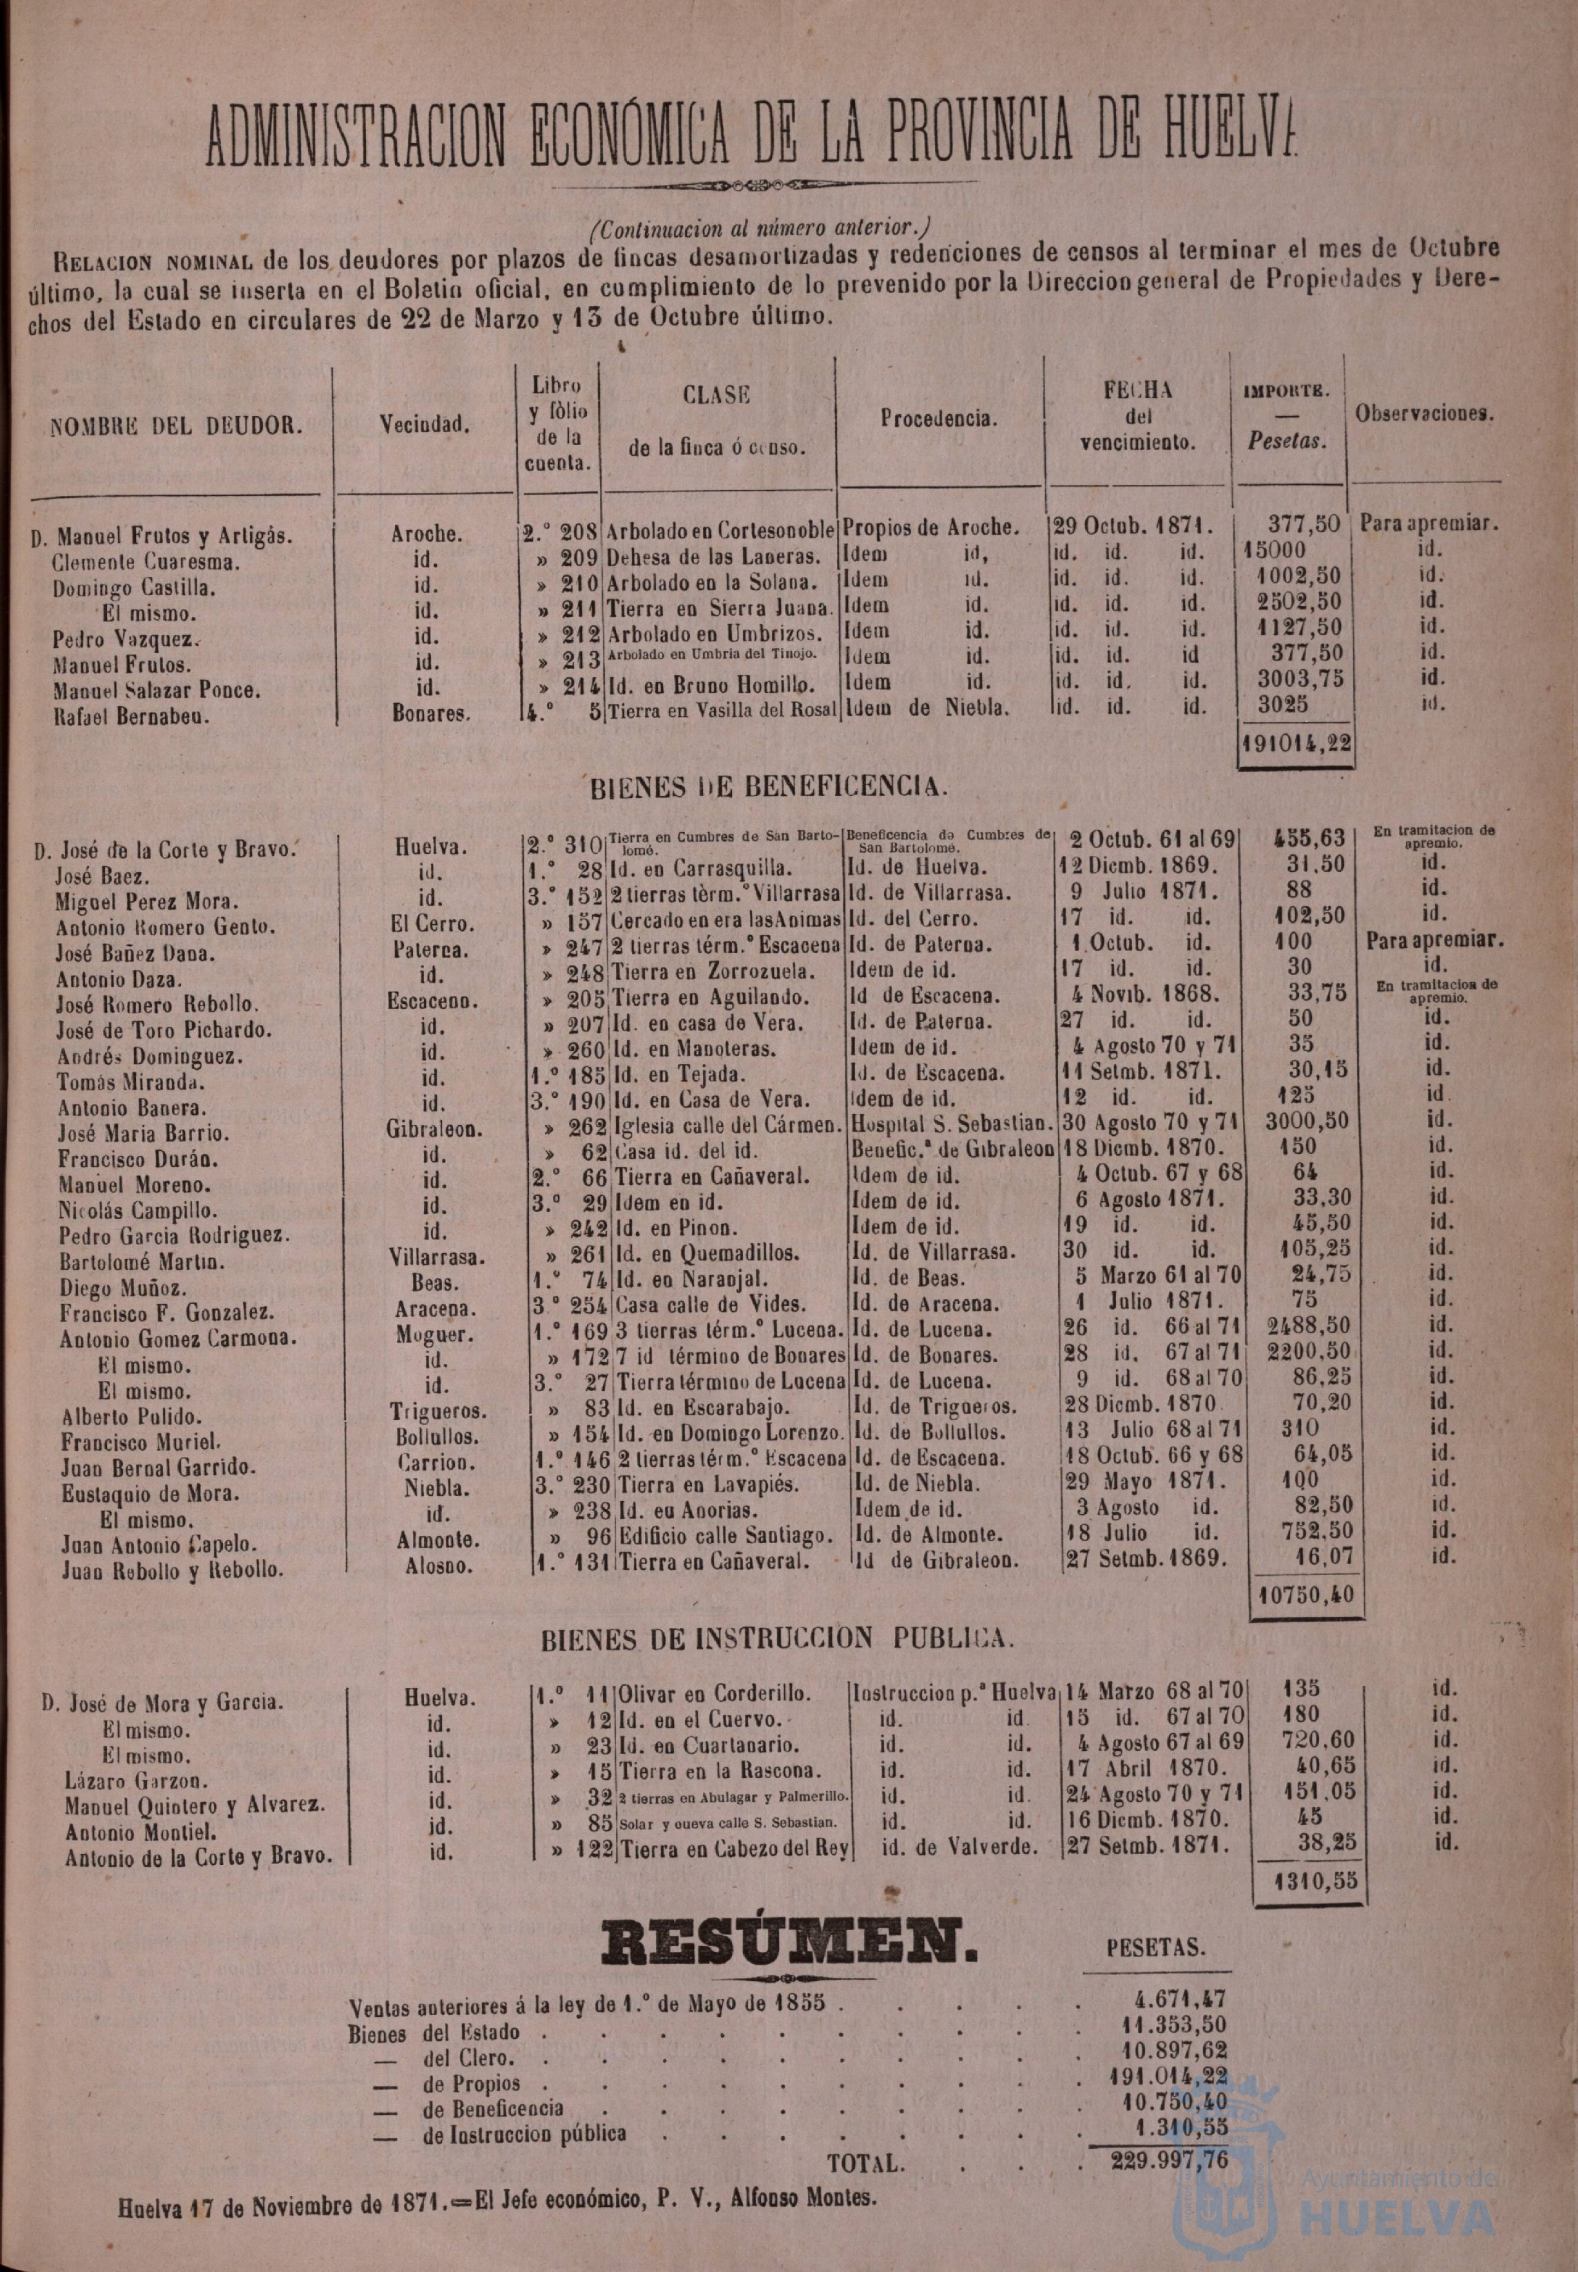 ADMINISTRACION ECONÓMICA DE LA PROVINCIA DE HUELVA
(Continuacion al número anterior.)
RELACION NOMINAL de los deudores por plazos de fincas desamortizadas y redenciones de censos al terminar el mes de Octubre
último, la cual se inserta en el Boletin oficial, en cumplimiento de lo prevenido por la Direccion general de Propiedades y Dere-
chos del Estado en circulares de 22 de Marzo y 13 de Octubre último.
NOMBRE DEL DEUDOR. Vecindad. Libro y fòlio de la cuenta. CLASE de la finca ó censo. Procedencia. FECHA del vencimiento. IMPORTE. — Pesetas. Observaciones.
D. Manuel Frutos y Artigás. Aroche. 2.º 208 Arbolado en Cortesonoble Propios de Aroche. 29 Octub. 1871. 377,50 Para apremiar.
Clemente Cuaresma. id. » 209 Dehesa de las Laneras. Idem id, id. id. id. 15000 id.
Domingo Castilla. id. » 210 Arbolado en la Solana. Idem id. id. id. id. 1002,50 id.
El mismo. id. » 211 Tierra en Sierra Juana. Idem id. id. id. id. 2502,50 id.
Pedro Vazquez. id. » 212 Arbolado en Umbrizos. Idem id. id. id. id. 1127,50 id.
Manuel Frutos. id. » 213 Arbolado en Umbria del Tinojo. Idem id. id. id. id 377,50 id.
Manuel Salazar Ponce. id. » 214 Id. en Bruno Homillo. Idem id. id. id. id. 3003,75 id.
Rafael Bernabeu. Bonares. 4.º 5 Tierra en Vasilla del Rosal Idem de Niebla. id. id. id. 3025 id.
191014,22
BIENES DE BENEFICENCIA.
D. José de la Corte y Bravo. Huelva. 2.º 310 Tierra en Cumbres de San Barto-lomé. Beneficencia de Cumbres de San Bartolomé. 2 Octub. 61 al 69 455,63 En tramitacion de apremio.
José Baez. id. 1.º 28 Id. en Carrasquilla. Id. de Huelva. 12 Diemb. 1869. 31,50 id.
Miguel Perez Mora. id. 3.º 152 2 tierras tèrm.º Villarrasa Id. de Villarrasa. 9 Julio 1871. 88 id.
Antonio Romero Gento. El Cerro. » 157 Cercado en era las Animas Id. del Cerro. 17 id. id. 102,50 id.
José Bañez Dana. Paterna. » 247 2 tierras térm.º Escacena Id. de Paterna. 1 Octub. id. 100 Para apremiar.
Antonio Daza. id. » 248 Tierra en Zorrozuela. Idem de id. 17 id. id. 30 id.
José Romero Rebollo. Escaceno. » 205 Tierra en Aguilando. Id de Escacena. 4 Novib. 1868. 33,75 En tramitacion de apremio.
José de Toro Pichardo. id. » 207 Id. en casa de Vera. Id. de Paterna. 27 id. id. 50 id.
Andrés Dominguez. id. » 260 Id. en Manoteras. Idem de id. 4 Agosto 70 y 71 35 id.
Tomás Miranda. id. 1.º 185 Id. en Tejada. Id. de Escacena. 11 Setmb. 1871. 30,15 id.
Antonio Banera. id. 3.º 190 Id. en Casa de Vera. Idem de id. 12 id. id. 125 id.
José Maria Barrio. Gibraleon. » 262 Iglesia calle del Cármen. Hospital S. Sebastian. 30 Agosto 70 y 71 3000,50 id.
Francisco Durán. id. » 62 Casa id. del id. Benefic.ª de Gibraleon 18 Diemb. 1870. 150 id.
Manuel Moreno. id. 2.º 66 Tierra en Cañaveral. Idem de id. 4 Octub. 67 y 68 64 id.
Nicolás Campillo. id. 3.º 29 Idem en id. Idem de id. 6 Agosto 1871. 33,30 id.
Pedro Garcia Rodriguez. id. » 242 Id. en Pinon. Idem de id. 19 id. id. 45,50 id.
Bartolomé Martin. Villarrasa. » 261 Id. en Quemadillos. Id. de Villarrasa. 30 id. id. 105,25 id.
Diego Muñoz. Beas. 1.º 74 Id. en Naranjal. Id. de Beas. 5 Marzo 61 al 70 24,75 id.
Francisco F. Gonzalez. Aracena. 3.º 254 Casa calle de Vides. Id. de Aracena. 1 Julio 1871. 75 id.
Antonio Gomez Carmona. Moguer. 1.º 169 3 tierras térm.º Lucena. Id. de Lucena. 26 id. 66 al 71 2488,50 id.
El mismo. id. » 172 7 id término de Bonares Id. de Bonares. 28 id. 67 al 71 2200,50 id.
El mismo. id. 3.º 27 Tierra término de Lucena Id. de Lucena. 9 id. 68 al 70 86,25 id.
Alberto Pulido. Trigueros. » 83 Id. en Escarabajo. Id. de Trigueros. 28 Diemb. 1870. 70,20 id.
Francisco Muriel. Bollullos. » 154 Id. en Domingo Lorenzo. Id. de Bollullos. 13 Julio 68 al 71 310 id.
Juan Bernal Garrido. Carrion. 1.º 146 2 tierras térm.º Escacena Id. de Escacena. 18 Octub. 66 y 68 64,05 id.
Eustaquio de Mora. Niebla. 3.º 230 Tierra en Lavapiés. Id. de Niebla. 29 Mayo 1871. 100 id.
El mismo. id. » 238 Id. en Anorias. Idem de id. 3 Agosto id. 82,50 id.
Juan Antonio Capelo. Almonte. » 96 Edificio calle Santiago. Id. de Almonte. 18 Julio id. 752,50 id.
Juan Rebollo y Rebollo. Alosno. 1.º 131 Tierra en Cañaveral. Id de Gibraleon. 27 Setmb. 1869. 16,07 id.
10750,40
BIENES DE INSTRUCCION PUBLICA.
D. José de Mora y Garcia. Huelva. 1.º 11 Olivar en Corderillo. Instruccion p.ª Huelva 14 Marzo 68 al 70 135 id.
El mismo. id. » 12 Id. en el Cuervo. id. id. 15 id. 67 al 70 180 id.
El mismo. id. » 23 Id. en Cuartanario. id. id. 4 Agosto 67 al 69 720,60 id.
Lázaro Garzon. id. » 15 Tierra en la Rascona. id. id. 17 Abril 1870. 40,65 id.
Manuel Quintero y Alvarez. id. » 32 2 tierras en Abulagar y Palmerillo. id. id. 24 Agosto 70 y 71 151,05 id.
Antonio Montiel. id. » 85 Solar y cueva calle S. Sebastian. id. id. 16 Diemb. 1870. 45 id.
Antonio de la Corte y Bravo. id. » 122 Tierra en Cabezo del Rey id. de Valverde. 27 Setmb. 1871. 38,25 id.
1310,55
RESÚMEN.
PESETAS.
Ventas anteriores á la ley de 1.º de Mayo de 1855 . . . . . 4.671,47
Bienes del Estado . . . . . . . . . . 11.353,50
— del Clero. . . . . . . . . . . 10.897,62
— de Propios . . . . . . . . . . 191.014,22
— de Beneficencia . . . . . . . . . 10.750,40
— de Instruccion pública . . . . . . . . 1.310,55
TOTAL. . . . 229.997,76
Huelva 17 de Noviembre de 1871.=El Jefe económico, P. V., Alfonso Montes.
Ayuntamiento de
HUELVA